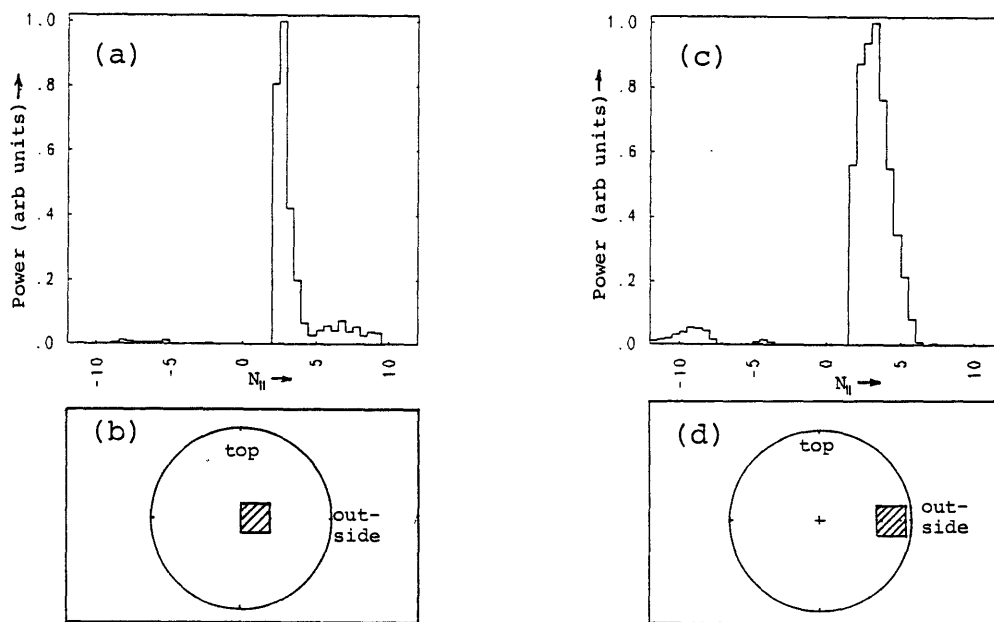 (a)
Power (arb units)→
1.0
.8
.6
.4
.2
.0
-10
-5
0
5
10
N∥ →
(c)
Power (arb units)→
1.0
.8
.6
.4
.2
.0
-10
-5
0
5
10
N∥ →
(b)
top
out-
side
(d)
top
out-
side